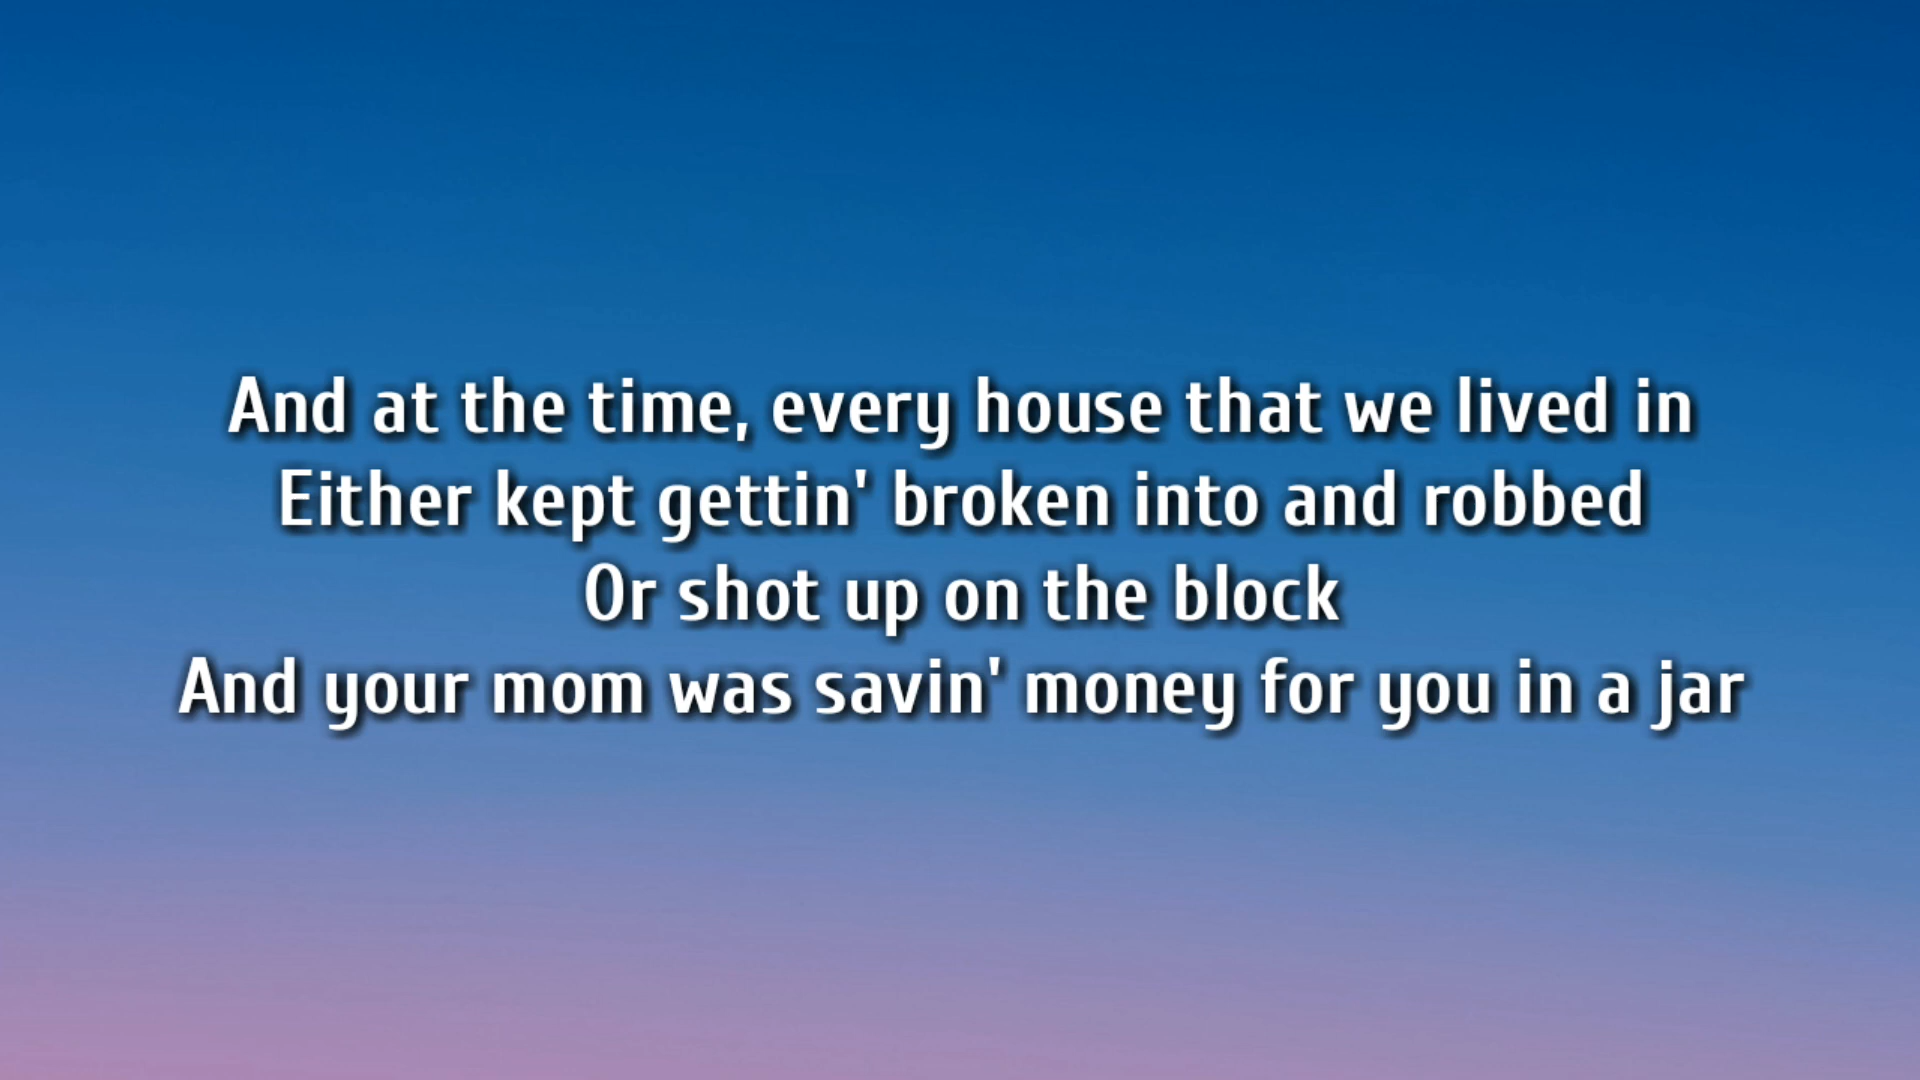 And at the time, every house that we lived in
Either kept gettin' broken into and robbed
Or shot up on the block
And your mom was savin' money for you in a jar